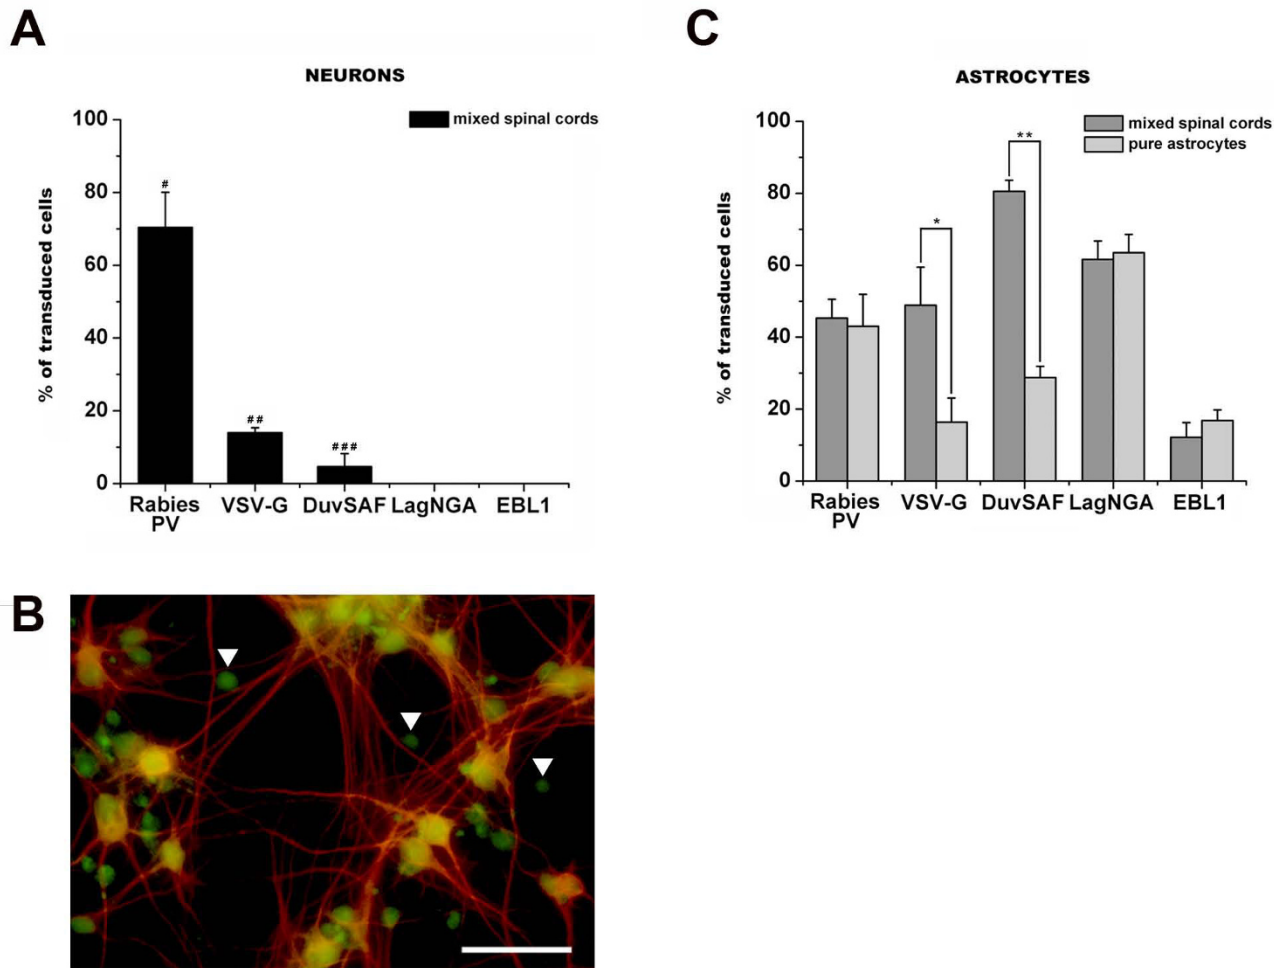 A
NEURONS
mixed spinal cords
% of transduced cells
100
80
60
40
20
0
#
##
###
Rabies PV
VSV-G
DuvSAF
LagNGA
EBL1
C
ASTROCYTES
mixed spinal cords
pure astrocytes
% of transduced cells
100
80
60
40
20
0
*
**
Rabies PV
VSV-G
DuvSAF
LagNGA
EBL1
B